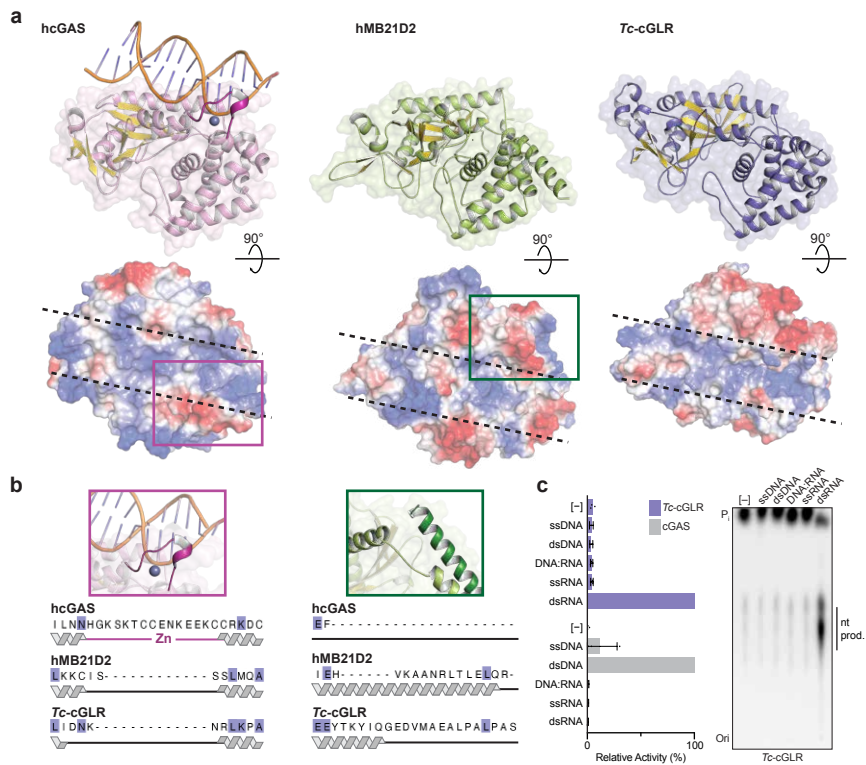 a
hcGAS
hMB21D2
Tc-cGLR
90°
90°
90°
b
hcGAS
ILNNHGKSKTCCENKEEKCCRKDC
Zn
hMB21D2
LKKCIS-----------SSLMQA
Tc-cGLR
LIDNK-------------NRLKPA
hcGAS
EF--------------------
hMB21D2
IEH------VKAANRLTLELQR-
Tc-cGLR
EEYTKYIQGEDVMAEALPALPAS
c
Tc-cGLR
cGAS
[–]
ssDNA
dsDNA
DNA:RNA
ssRNA
dsRNA
[–]
ssDNA
dsDNA
DNA:RNA
ssRNA
dsRNA
0
100
Relative Activity (%)
[–]
ssDNA
dsDNA
DNA:RNA
ssRNA
dsRNA
Pi
nt
prod.
Ori
Tc-cGLR